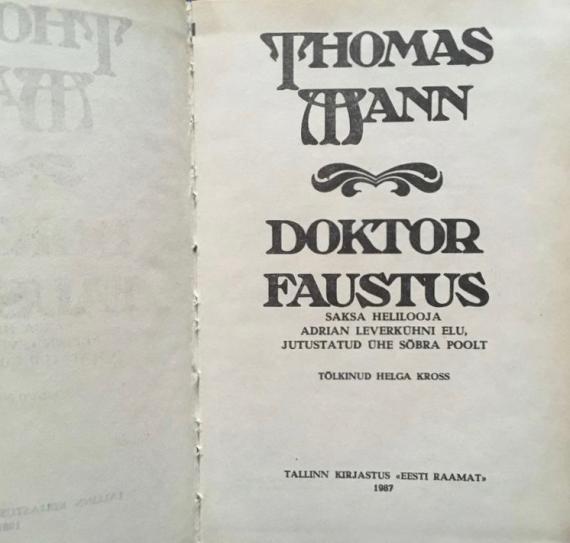 THOMAS
MANN
DOKTOR
FAUSTUS
SAKSA HELILOOJA
ADRIAN LEVERKÜHNI ELU,
JUTUSTATUD ÜHE SÕBRA POOLT
TÕLKINUD HELGA KROSS
TALLINN KIRJASTUS «EESTI RAAMAT»
1987